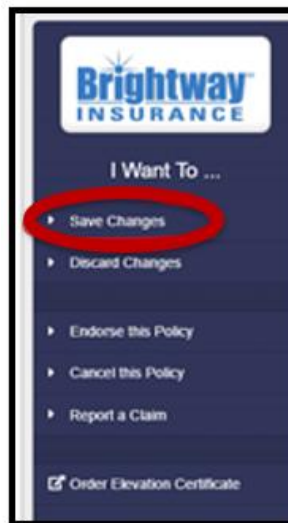 Brightway
INSURANCE
I Want To ...
Save Changes
Discard Changes
Endorse this Policy
Cancel this Policy
Report a Claim
Order Elevation Certificate